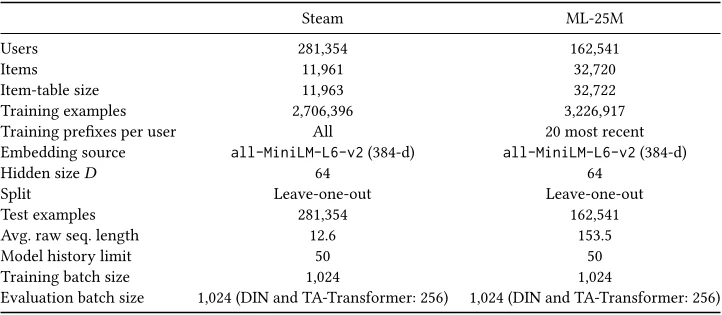 Steam ML-25M
Users 281,354 162,541
Items 11,961 32,720
Item-table size 11,963 32,722
Training examples 2,706,396 3,226,917
Training prefixes per user All 20 most recent
Embedding source all-MiniLM-L6-v2 (384-d) all-MiniLM-L6-v2 (384-d)
Hidden size D 64 64
Split Leave-one-out Leave-one-out
Test examples 281,354 162,541
Avg. raw seq. length 12.6 153.5
Model history limit 50 50
Training batch size 1,024 1,024
Evaluation batch size 1,024 (DIN and TA-Transformer: 256) 1,024 (DIN and TA-Transformer: 256)